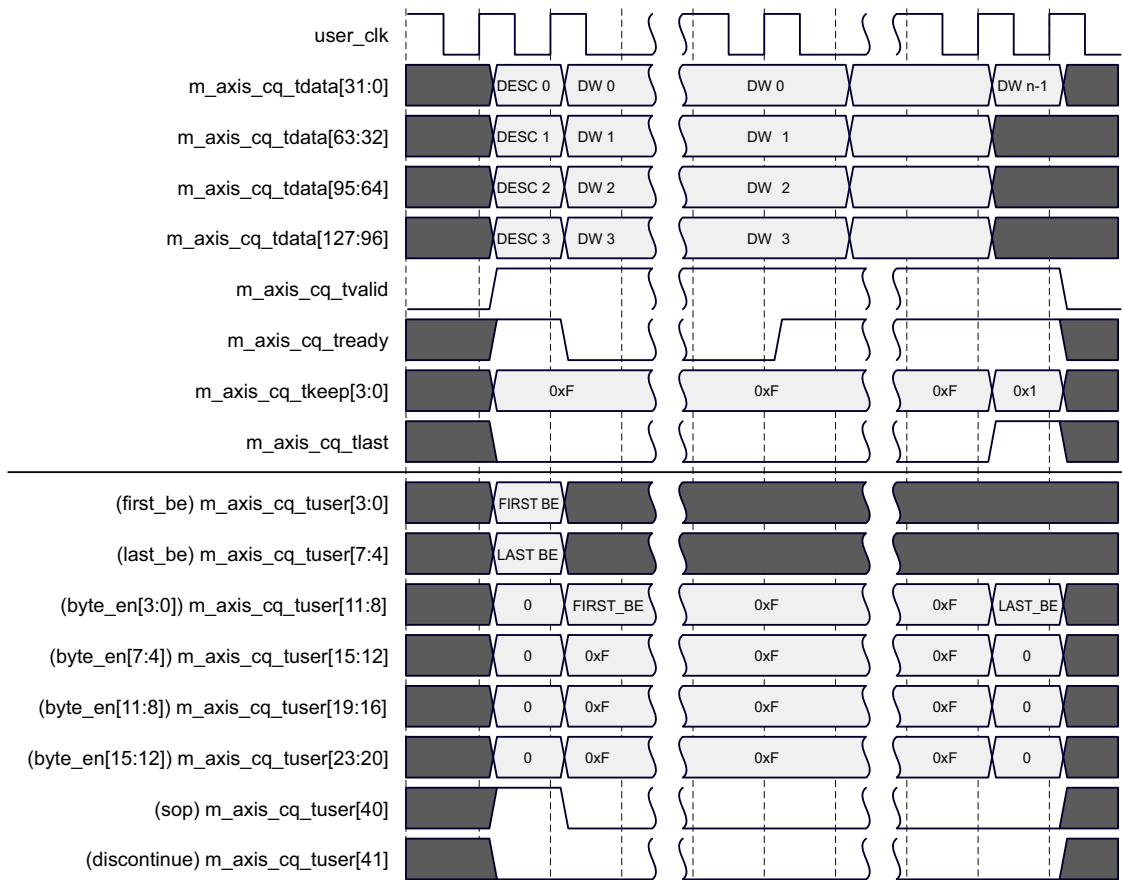 user_clk
m_axis_cq_tdata[31:0] DESC 0 DW 0 DW 0 DW n-1
m_axis_cq_tdata[63:32] DESC 1 DW 1 DW 1
m_axis_cq_tdata[95:64] DESC 2 DW 2 DW 2
m_axis_cq_tdata[127:96] DESC 3 DW 3 DW 3
m_axis_cq_tvalid
m_axis_cq_tready
m_axis_cq_tkeep[3:0] 0xF 0xF 0xF 0x1
m_axis_cq_tlast
(first_be) m_axis_cq_tuser[3:0] FIRST BE
(last_be) m_axis_cq_tuser[7:4] LAST BE
(byte_en[3:0]) m_axis_cq_tuser[11:8] 0 FIRST_BE 0xF 0xF LAST_BE
(byte_en[7:4]) m_axis_cq_tuser[15:12] 0 0xF 0xF 0xF 0
(byte_en[11:8]) m_axis_cq_tuser[19:16] 0 0xF 0xF 0xF 0
(byte_en[15:12]) m_axis_cq_tuser[23:20] 0 0xF 0xF 0xF 0
(sop) m_axis_cq_tuser[40]
(discontinue) m_axis_cq_tuser[41]